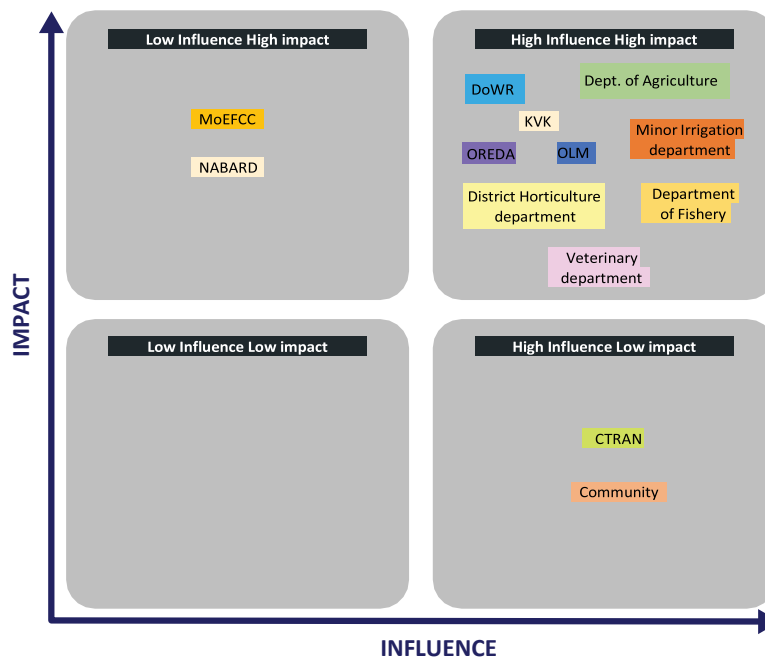 Low Influence High impact
MoEFCC
NABARD
High Influence High impact
DoWR
Dept. of Agriculture
KVK
Minor Irrigation
department
OREDA
OLM
District Horticulture
department
Department
of Fishery
Veterinary
department
IMPACT
Low Influence Low impact
High Influence Low impact
CTRAN
Community
INFLUENCE